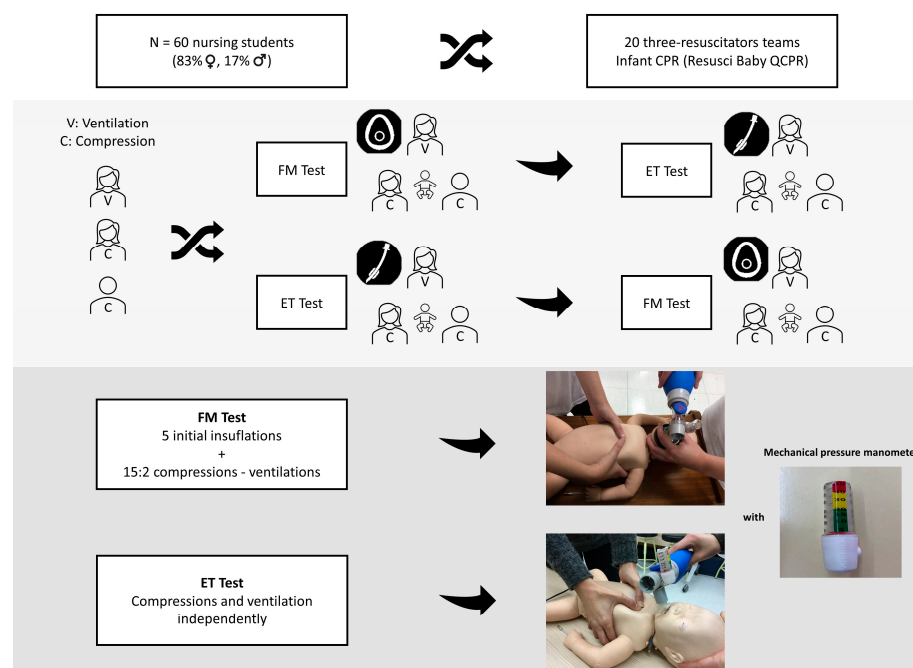 N = 60 nursing students
(83% ♀, 17% ♂)
20 three-resuscitators teams
Infant CPR (Resusci Baby QCPR)
V: Ventilation
C: Compression
V
C
C
FM Test
V
C
C
ET Test
V
C
C
ET Test
V
C
C
FM Test
V
C
C
FM Test
5 initial insuflations
+
15:2 compressions - ventilations
Mechanical pressure manomete
with
ET Test
Compressions and ventilation
independently